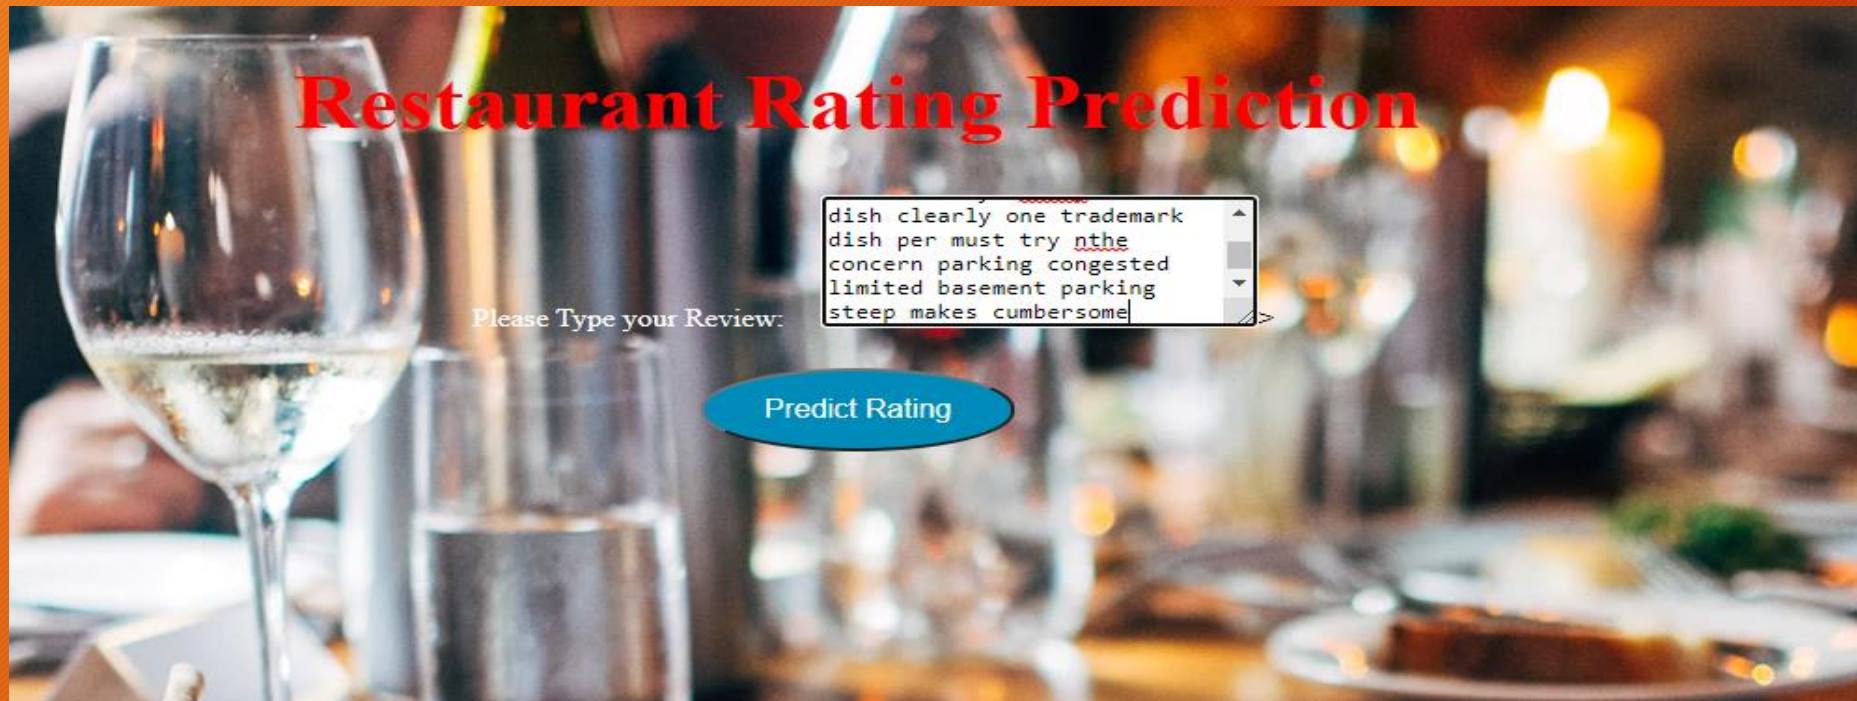 Restaurant Rating Prediction
dish clearly one trademark
dish per must try nthe
concern parking congested
limited basement parking
steep makes cumbersome
Please Type your Review:
>
Predict Rating